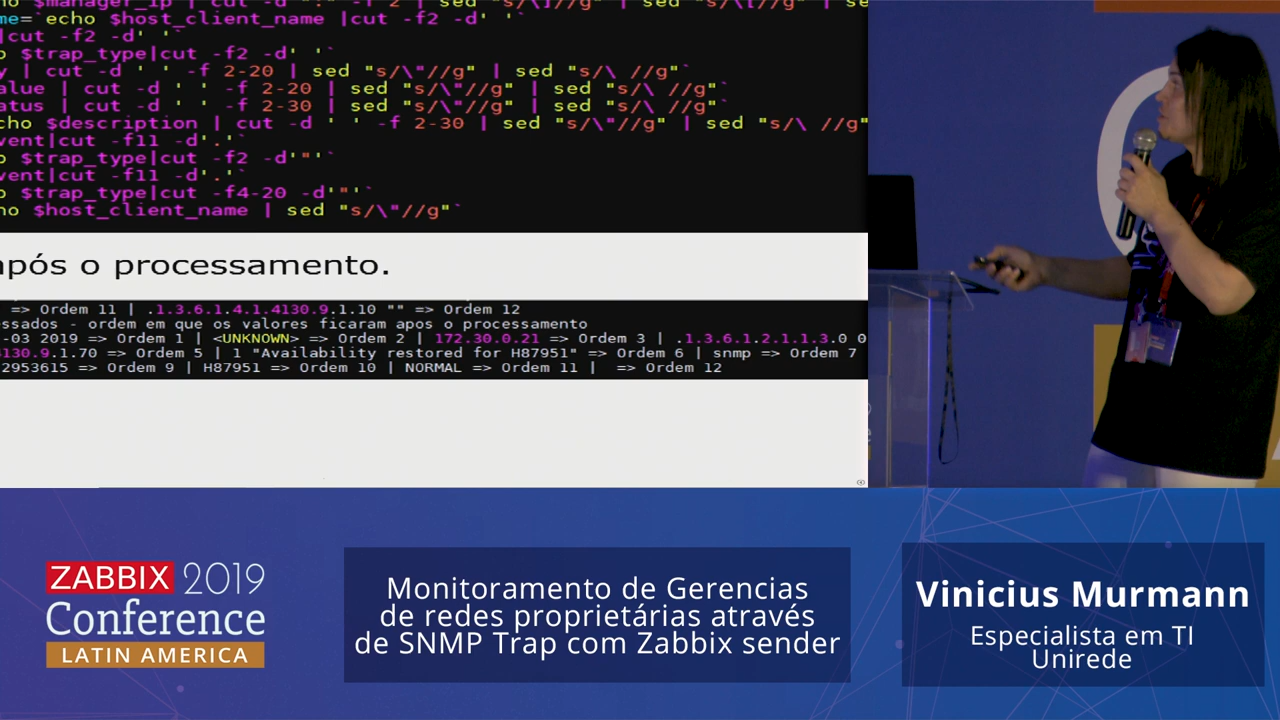 me=`echo $host_client_name |cut -f2 -d' '`
|cut -f2 -d' '`
$trap_type|cut -f2 -d' '`
| cut -d ' ' -f 2-20 | sed "s/\"//g" | sed "s/\ //g"`
alue | cut -d ' ' -f 2-20 | sed "s/\"//g" | sed "s/\ //g"`
atus | cut -d ' ' -f 2-30 | sed "s/\"//g" | sed "s/\ //g"`
cho $description | cut -d ' ' -f 2-30 | sed "s/\"//g" | sed "s/\ //g"
vent|cut -f11 -d'.'`
$trap_type|cut -f2 -d'"'`
vent|cut -f11 -d'.'`
$trap_type|cut -f4-20 -d'"'`
ho $host_client_name | sed "s/\"//g"`
após o processamento.
=> Ordem 11 | .1.3.6.1.4.1.4130.9.1.10 "" => Ordem 12
essados - ordem em que os valores ficaram apos o processamento
-03 2019 => Ordem 1 | <UNKNOWN> => Ordem 2 | 172.30.0.21 => Ordem 3 | .1.3.6.1.2.1.1.3.0 0
4130.9.1.70 => Ordem 5 | 1 "Availability restored for H87951" => Ordem 6 | snmp => Ordem 7
2953615 => Ordem 9 | H87951 => Ordem 10 | NORMAL => Ordem 11 | => Ordem 12
ZABBIX 2019
Conference
LATIN AMERICA
Monitoramento de Gerencias
de redes proprietárias através
de SNMP Trap com Zabbix sender
Vinicius Murmann
Especialista em TI
Unirede